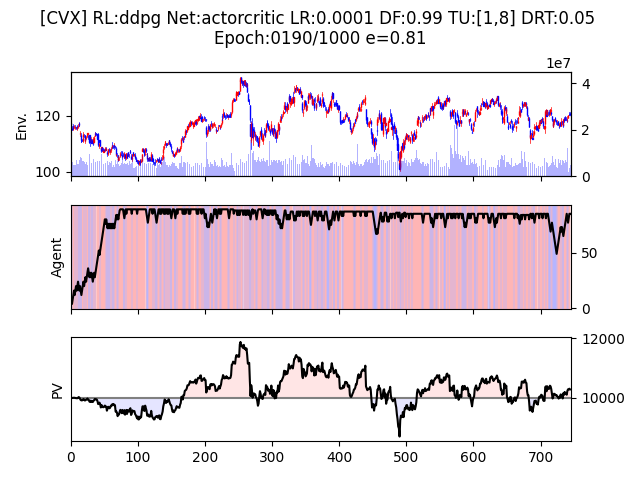 [CVX] RL:ddpg Net:actorcritic LR:0.0001 DF:0.99 TU:[1,8] DRT:0.05
Epoch:0190/1000 e=0.81
1e7
Env.
120
100
4
2
0
Agent
50
0
PV
12000
10000
0 100 200 300 400 500 600 700